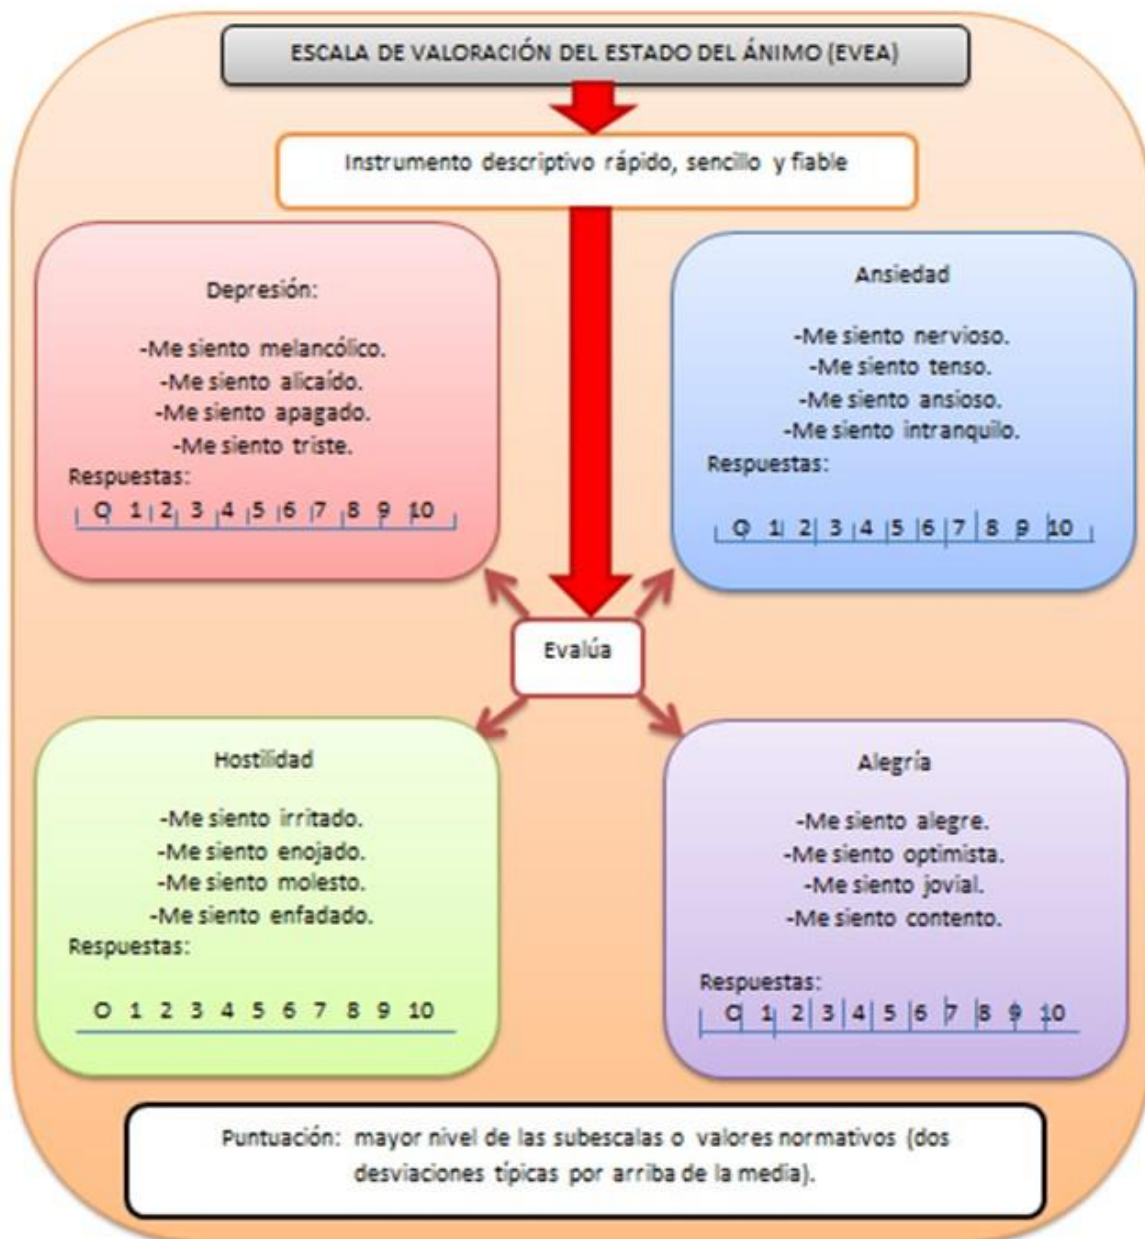 ESCALA DE VALORACIÓN DEL ESTADO DEL ÁNIMO (EVEA)
Instrumento descriptivo rápido, sencillo y fiable
Depresión:
-Me siento melancólico.
-Me siento alicaído.
-Me siento apagado.
-Me siento triste.
Respuestas:
O 1 2 3 4 5 6 7 8 9 10
Ansiedad
-Me siento nervioso.
-Me siento tenso.
-Me siento ansioso.
-Me siento intranquilo.
Respuestas:
O 1 2 3 4 5 6 7 8 9 10
Evalúa
Hostilidad
-Me siento irritado.
-Me siento enojado.
-Me siento molesto.
-Me siento enfadado.
Respuestas:
O 1 2 3 4 5 6 7 8 9 10
Alegría
-Me siento alegre.
-Me siento optimista.
-Me siento jovial.
-Me siento contento.
Respuestas:
O 1 2 3 4 5 6 7 8 9 10
Puntuación: mayor nivel de las subescalas o valores normativos (dos
desviaciones típicas por arriba de la media).